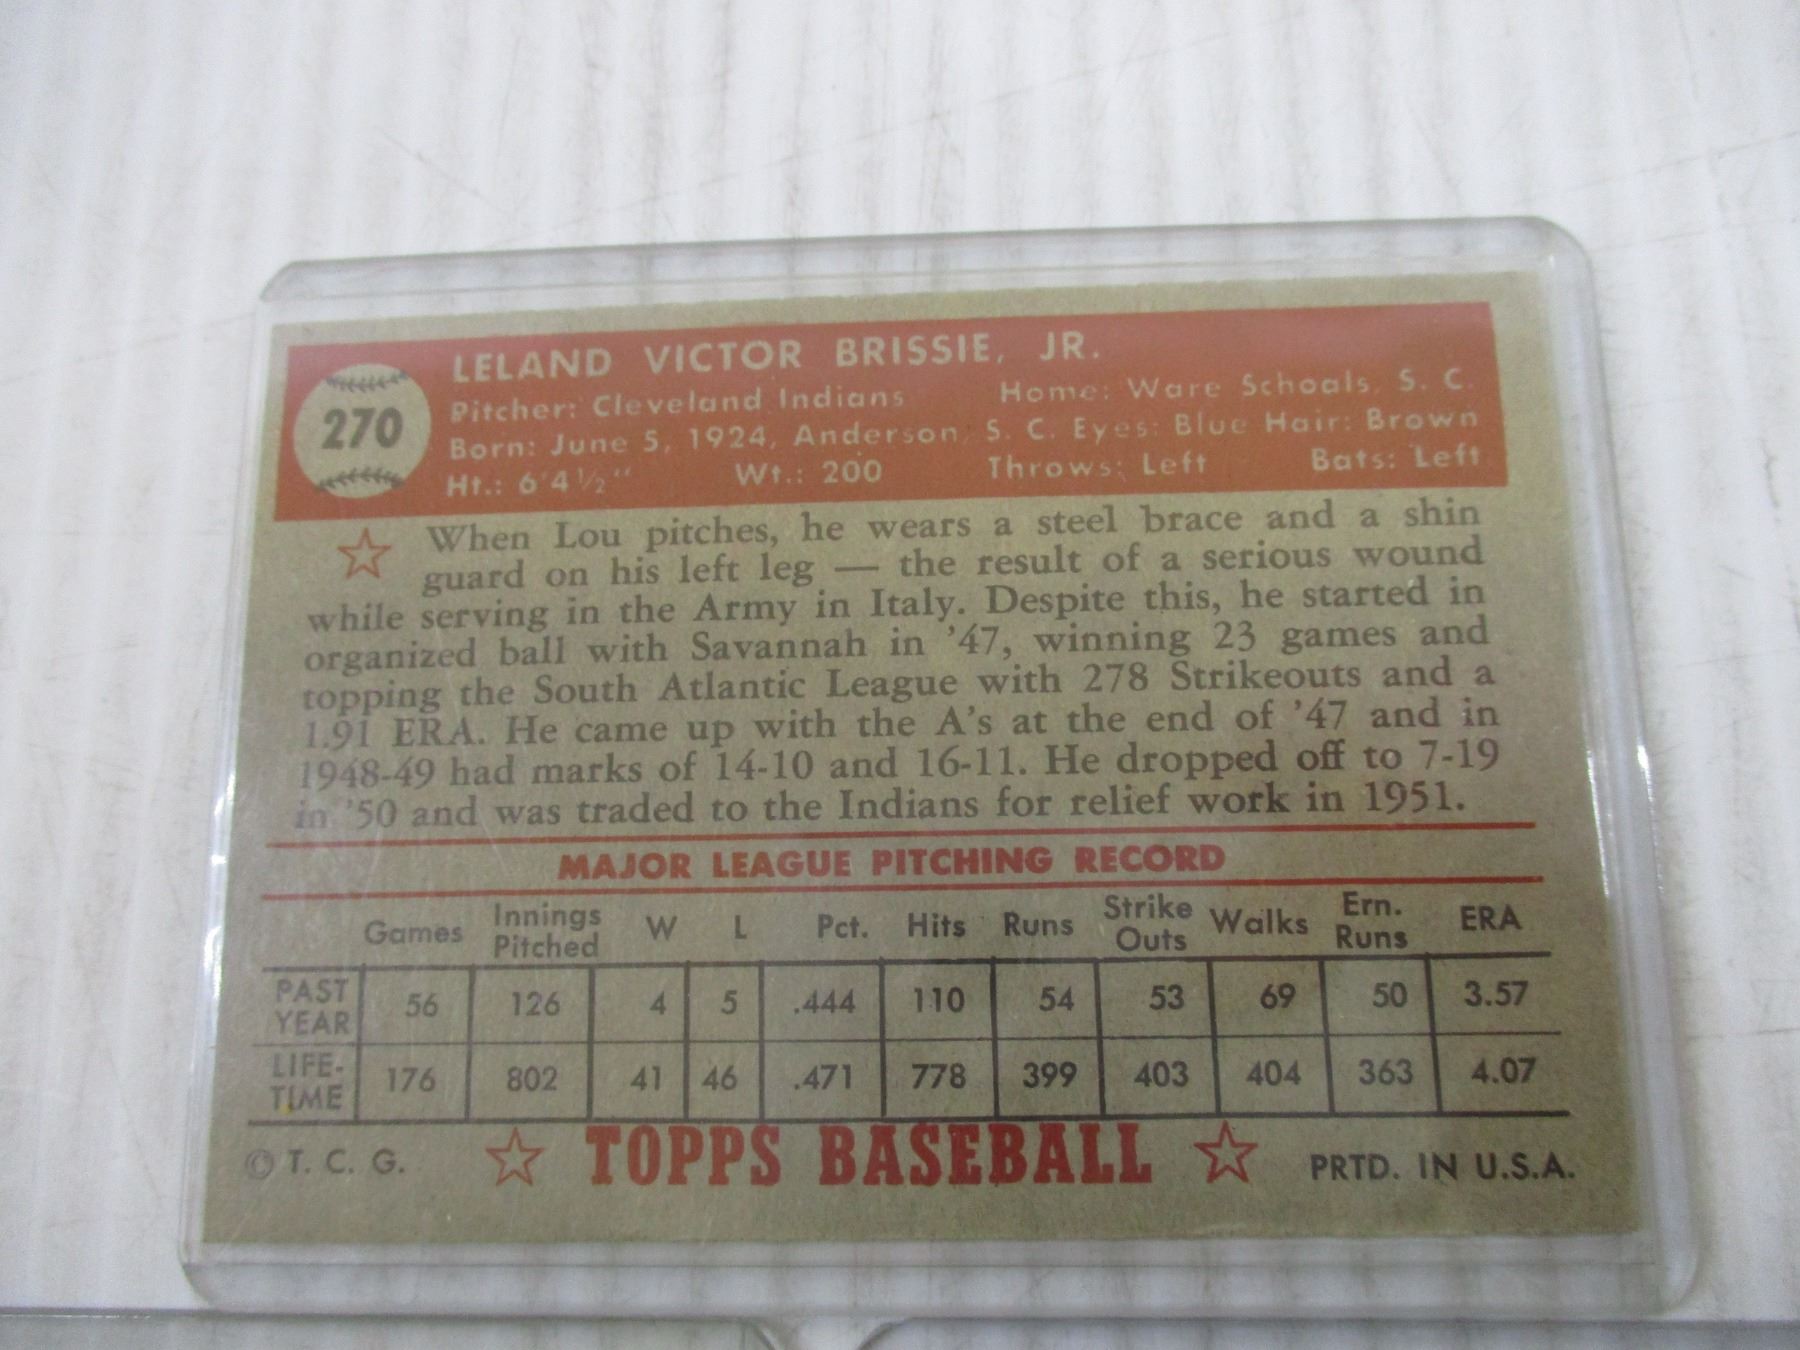 270
LELAND VICTOR BRISSIE, JR.
Pitcher: Cleveland Indians Home: Ware Schoals, S. C.
Born: June 5, 1924, Anderson, S. C. Eyes: Blue Hair: Brown
Ht.: 6'4½" Wt.: 200 Throws: Left Bats: Left
When Lou pitches, he wears a steel brace and a shin
guard on his left leg — the result of a serious wound
while serving in the Army in Italy. Despite this, he started in
organized ball with Savannah in '47, winning 23 games and
topping the South Atlantic League with 278 Strikeouts and a
1.91 ERA. He came up with the A's at the end of '47 and in
1948-49 had marks of 14-10 and 16-11. He dropped off to 7-19
in '50 and was traded to the Indians for relief work in 1951.
MAJOR LEAGUE PITCHING RECORD
Games Innings Pitched W L Pct. Hits Runs Strike Outs Walks Ern. Runs ERA
PAST YEAR 56 126 4 5 .444 110 54 53 69 50 3.57
LIFE-TIME 176 802 41 46 .471 778 399 403 404 363 4.07
© T. C. G. TOPPS BASEBALL PRTD. IN U.S.A.